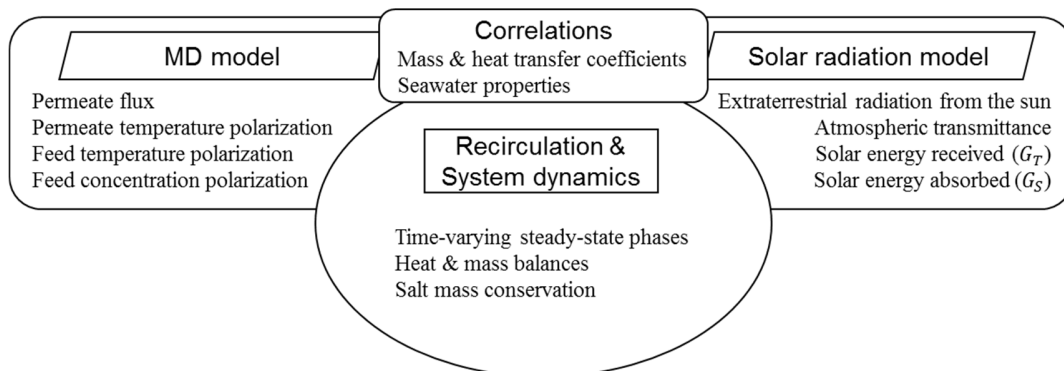 Correlations
Mass & heat transfer coefficients
Seawater properties
MD model
Permeate flux
Permeate temperature polarization
Feed temperature polarization
Feed concentration polarization
Solar radiation model
Extraterrestrial radiation from the sun
Atmospheric transmittance
Solar energy received (G_T)
Solar energy absorbed (G_S)
Recirculation &
System dynamics
Time-varying steady-state phases
Heat & mass balances
Salt mass conservation